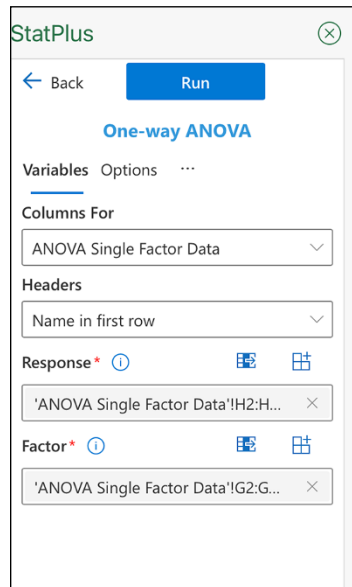 StatPlus
Back
Run
One-way ANOVA
Variables Options ...
Columns For
ANOVA Single Factor Data
Headers
Name in first row
Response*
'ANOVA Single Factor Data'!H2:H...
Factor*
'ANOVA Single Factor Data'!G2:G...